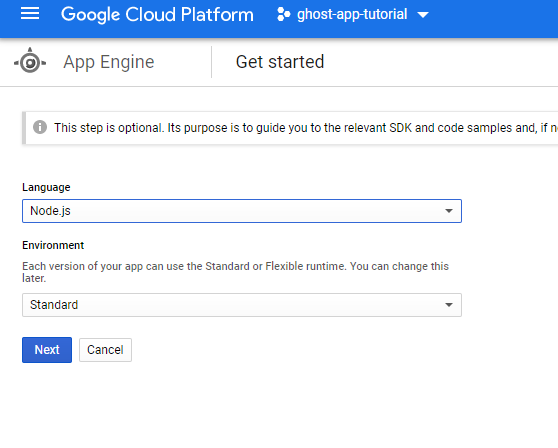 Google Cloud Platform ghost-app-tutorial
App Engine Get started
This step is optional. Its purpose is to guide you to the relevant SDK and code samples and, if
Language
Node.js
Environment
Each version of your app can use the Standard or Flexible runtime. You can change this
later.
Standard
Next Cancel